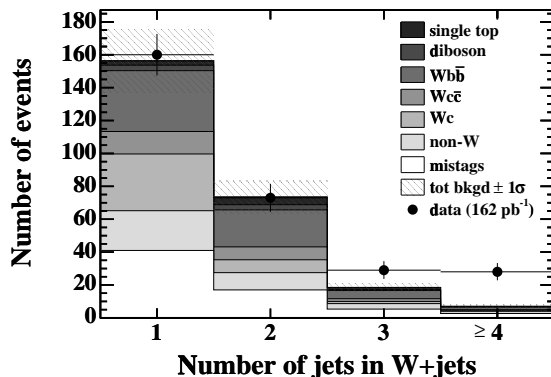 180
160
140
120
100
80
60
40
20
0
Number of events
single top
diboson
Wbb̄
Wcc̄
Wc
non-W
mistags
tot bkgd ± 1σ
data (162 pb⁻¹)
1 2 3 ≥ 4
Number of jets in W+jets